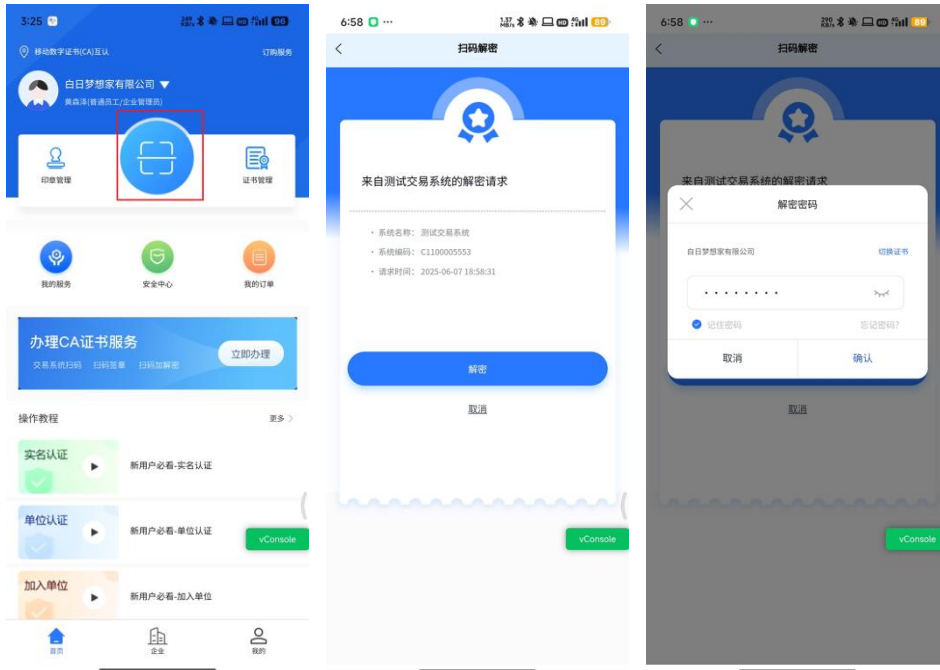 3:25
移动数字证书(CA)互认
订购服务
白日梦想家有限公司 ▼
黄森泽(普通员工/企业管理员)
印章管理
证书管理
我的服务
安全中心
我的订单
办理CA证书服务
交易系统扫码 扫码签章 扫码加解密
立即办理
操作教程
更多 >
实名认证
新用户必看-实名认证
单位认证
新用户必看-单位认证
vConsole
加入单位
新用户必看-加入单位
首页
企业
我的
6:58 ···
89
扫码解密
来自测试交易系统的解密请求
· 系统名称: 测试交易系统
· 系统编码: C1100005553
· 请求时间: 2025-06-07 18:58:31
解密
取消
vConsole
6:58 ···
89
扫码解密
来自测试交易系统的解密请求
解密密码
白日梦想家有限公司
切换证书
········
记住密码
忘记密码?
取消
确认
取消
vConsole